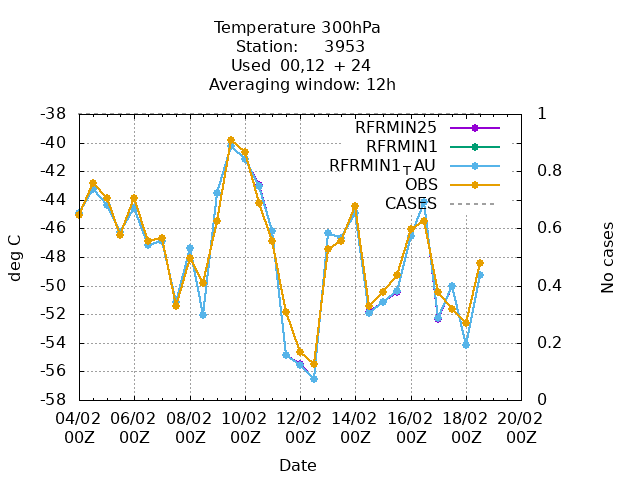 Temperature 300hPa
Station: 3953
Used 00,12 + 24
Averaging window: 12h
-38 1
-40
-42 0.8
-44
-46 0.6
-48
-50 0.4
-52
-54 0.2
-56
-58 0
RFRMIN25
RFRMIN1
RFRMIN1TAU
OBS
CASES
deg C
No cases
04/02 06/02 08/02 10/02 12/02 14/02 16/02 18/02 20/02
00Z 00Z 00Z 00Z 00Z 00Z 00Z 00Z 00Z
Date